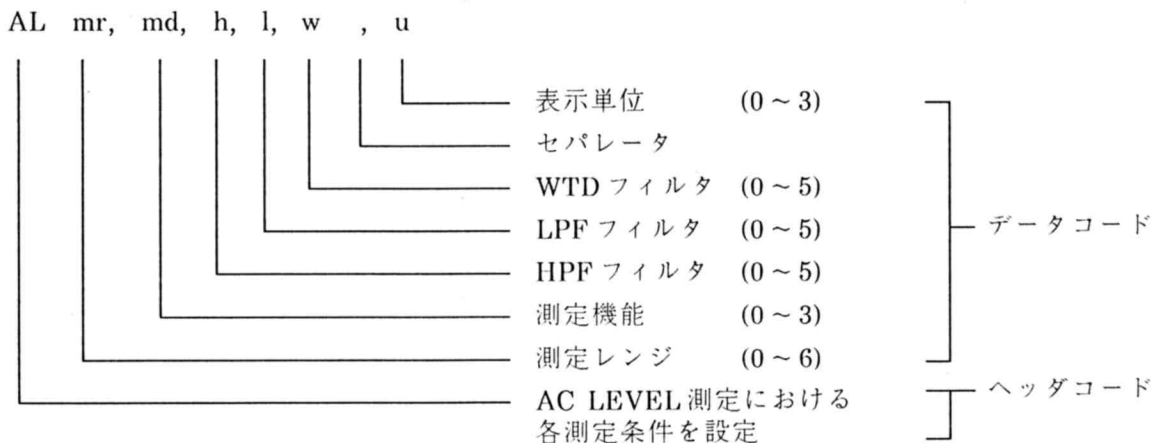 AL mr, md, h, l, w , u
表示単位 (0 ~ 3)
セパレータ
WTD フィルタ (0 ~ 5)
LPF フィルタ (0 ~ 5)
HPF フィルタ (0 ~ 5)
測定機能 (0 ~ 3)
測定レンジ (0 ~ 6)
データコード
AC LEVEL 測定における
各測定条件を設定
ヘッダコード